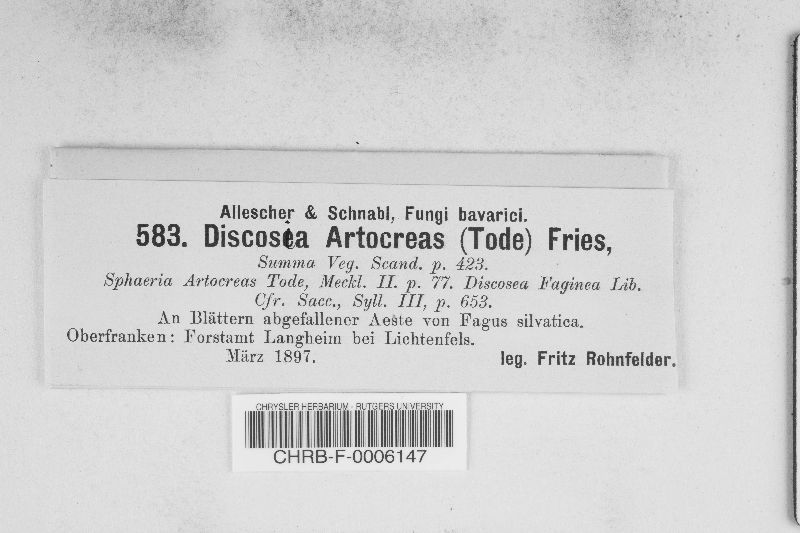 Allescher & Schnabl, Fungi bavarici.
583. Discosia Artocreas (Tode) Fries,
Summa Veg. Scand. p. 423.
Sphaeria Artocreas Tode, Meckl. II. p. 77. Discosea Faginea Lib.
Cfr. Sacc., Syll. III, p. 653.
An Blättern abgefallener Aeste von Fagus silvatica.
Oberfranken: Forstamt Langheim bei Lichtenfels.
März 1897. leg. Fritz Rohnfelder.
CHRYSLER HERBARIUM - RUTGERS UNIVERSITY
CHRB-F-0006147